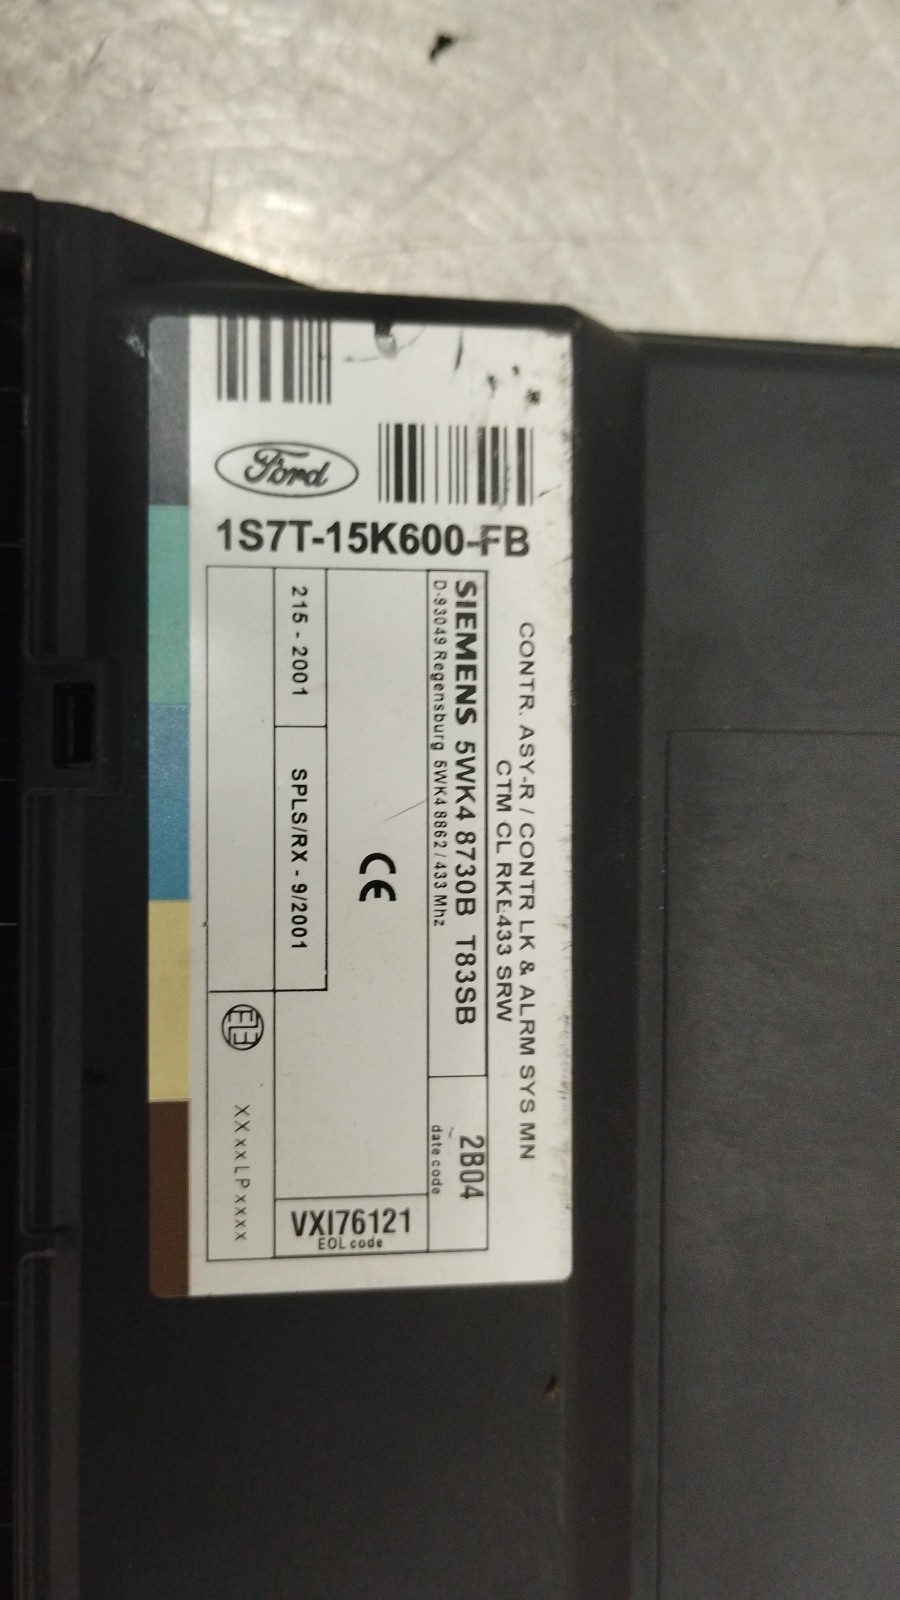 Ford
1S7T-15K600-FB
CONTR. ASY-R / CONTR LK & ALRM SYS MN
CTM CL RKE433 SRW
SIEMENS 5WK4 8730B T83SB
D-93049 Regensburg 5WK4 8862 / 433 Mhz
2B04
date code
CE
215 - 2001
SPLS/RX - 9/2001
VXI76121
EOL code
XXxxLPxxxx